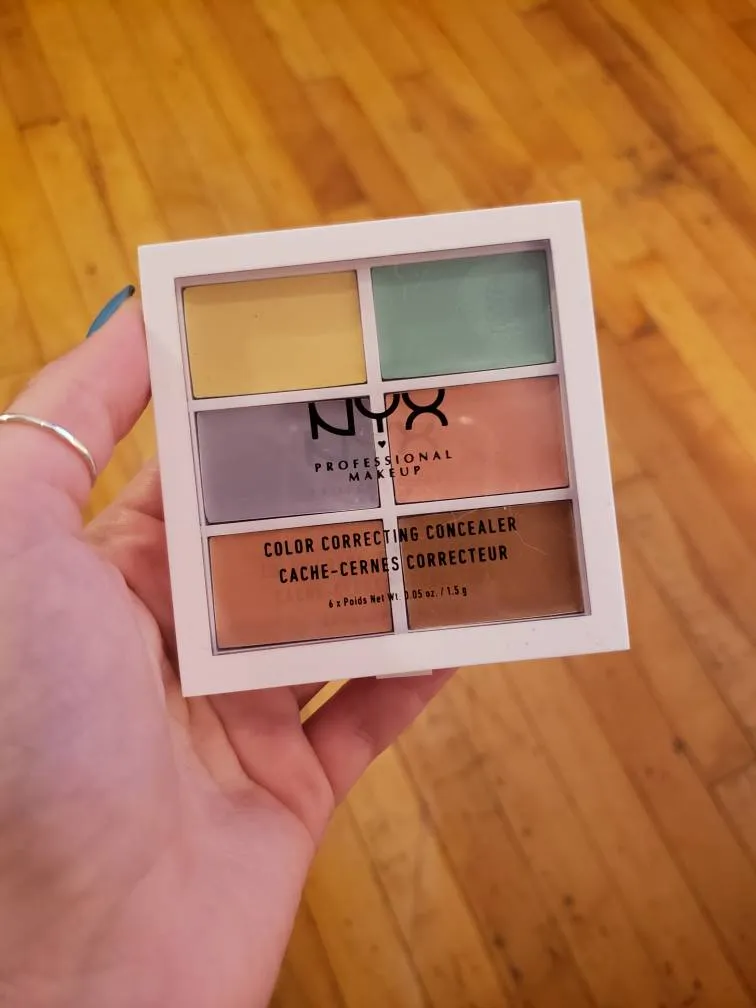 NYX
PROFESSIONAL
MAKEUP
COLOR CORRECTING CONCEALER
CACHE-CERNES CORRECTEUR
6 x Poids Net Wt. 0.05 oz. / 1.5 g